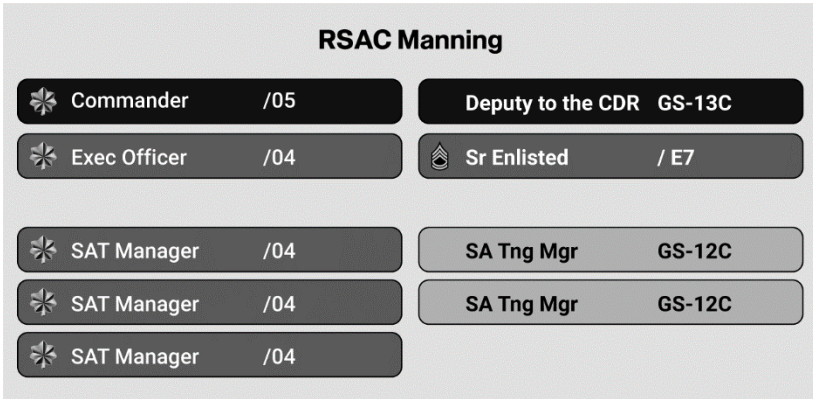 RSAC Manning
Commander /05
Deputy to the CDR GS-13C
Exec Officer /04
Sr Enlisted / E7
SAT Manager /04
SA Tng Mgr GS-12C
SAT Manager /04
SA Tng Mgr GS-12C
SAT Manager /04